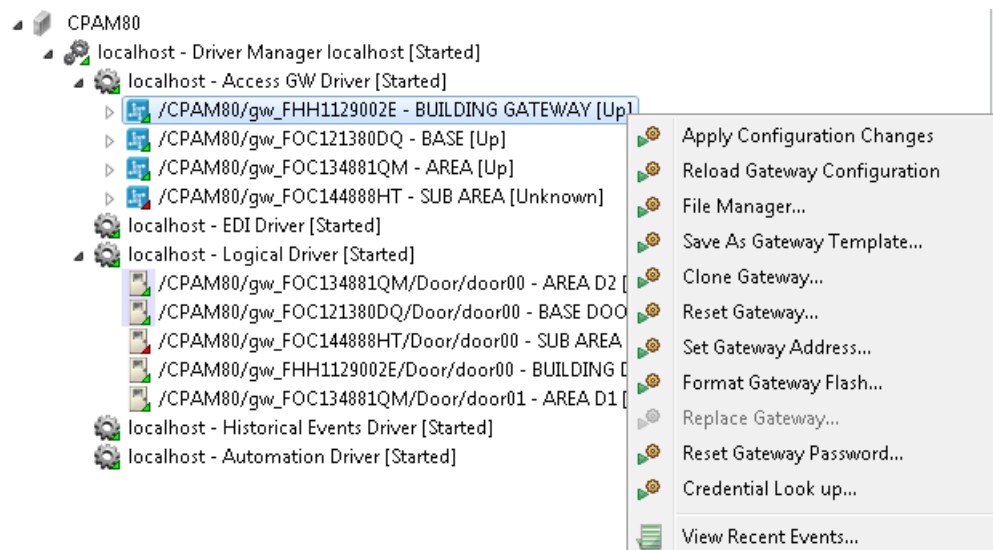 CPAM80
localhost - Driver Manager localhost [Started]
localhost - Access GW Driver [Started]
/CPAM80/gw_FHH1129002E - BUILDING GATEWAY [Up]
/CPAM80/gw_FOC121380DQ - BASE [Up]
/CPAM80/gw_FOC134881QM - AREA [Up]
/CPAM80/gw_FOC144888HT - SUB AREA [Unknown]
localhost - EDI Driver [Started]
localhost - Logical Driver [Started]
/CPAM80/gw_FOC134881QM/Door/door00 - AREA D2 [
/CPAM80/gw_FOC121380DQ/Door/door00 - BASE DOO
/CPAM80/gw_FOC144888HT/Door/door00 - SUB AREA
/CPAM80/gw_FHH1129002E/Door/door00 - BUILDING
/CPAM80/gw_FOC134881QM/Door/door01 - AREA D1 [
localhost - Historical Events Driver [Started]
localhost - Automation Driver [Started]
Apply Configuration Changes
Reload Gateway Configuration
File Manager...
Save As Gateway Template...
Clone Gateway...
Reset Gateway...
Set Gateway Address...
Format Gateway Flash...
Replace Gateway...
Reset Gateway Password...
Credential Look up...
View Recent Events...